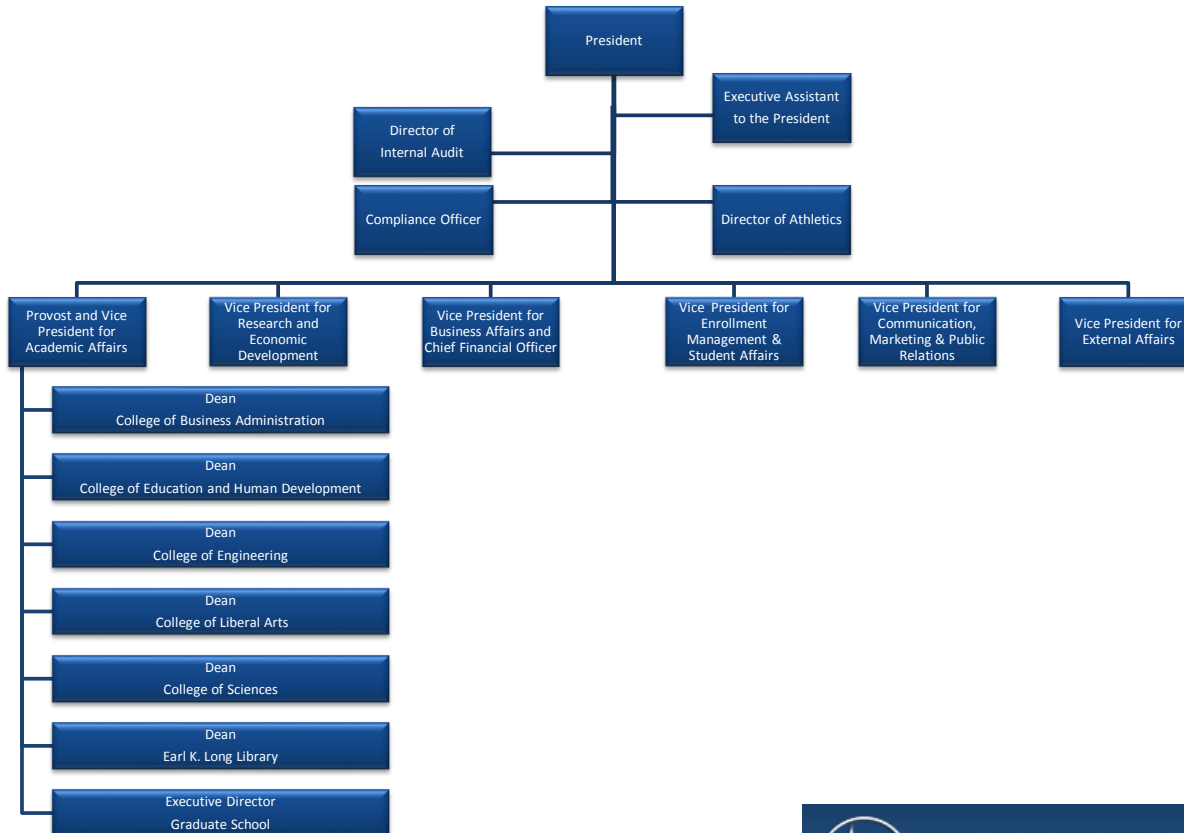 President
Executive Assistant
to the President
Director of
Internal Audit
Compliance Officer
Director of Athletics
Provost and Vice
President for
Academic Affairs
Vice President for
Research and
Economic
Development
Vice President for
Business Affairs and
Chief Financial Officer
Vice President for
Enrollment
Management &
Student Affairs
Vice President for
Communication,
Marketing & Public
Relations
Vice President for
External Affairs
Dean
College of Business Administration
Dean
College of Education and Human Development
Dean
College of Engineering
Dean
College of Liberal Arts
Dean
College of Sciences
Dean
Earl K. Long Library
Executive Director
Graduate School